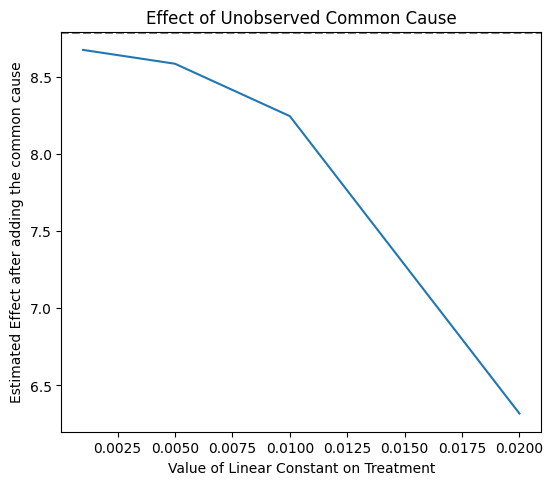 Effect of Unobserved Common Cause
Estimated Effect after adding the common cause
8.5
8.0
7.5
7.0
6.5
0.0025 0.0050 0.0075 0.0100 0.0125 0.0150 0.0175 0.0200
Value of Linear Constant on Treatment